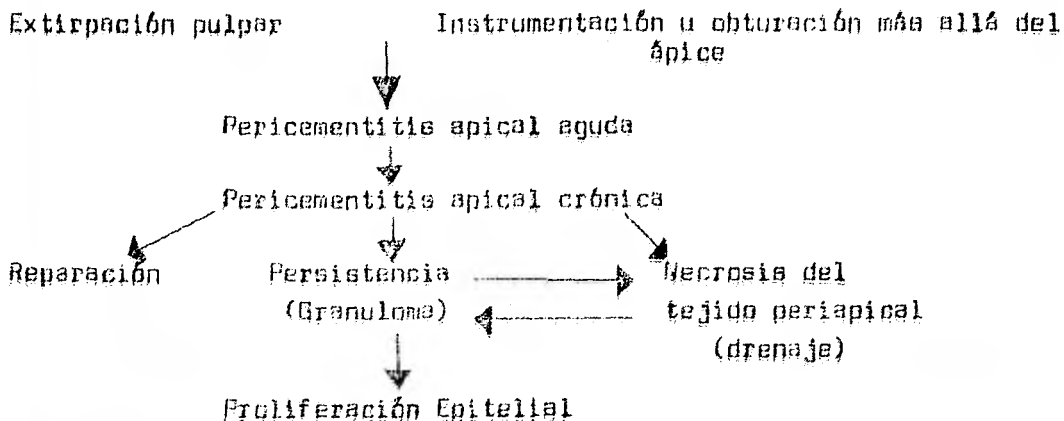 Extirpación pulpar
Instrumentación u obturación más allá del
ápice
Pericementitis apical aguda
Pericementitis apical crónica
Reparación
Persistencia
(Granuloma)
Necrosis del
tejido periapical
(drenaje)
Proliferación Epitelial